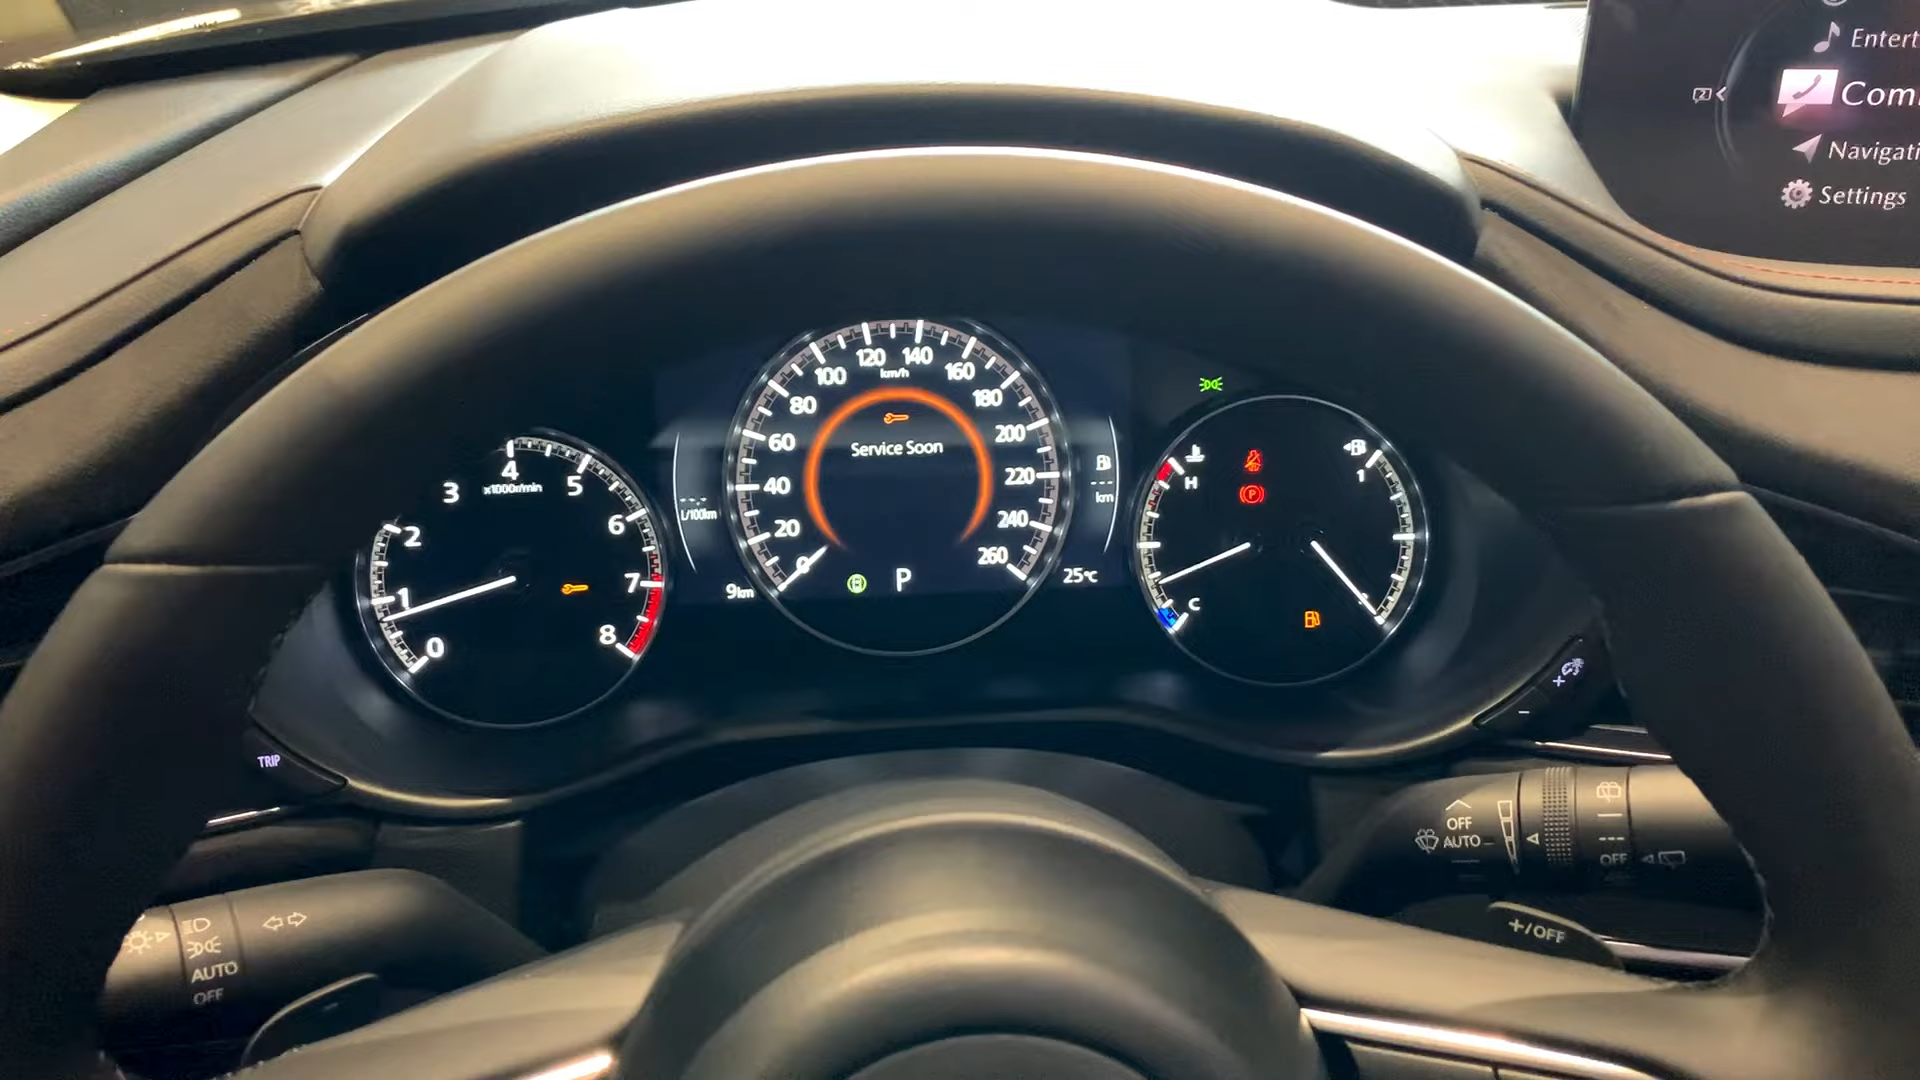 Entert
Com
Navigati
Settings
2
120 140
km/h
100 160
80 180
Service Soon
60 200
40 220
20 240
0 260
9km
P
25℃
L/100km
---
km
4
x1000r/min
3 5
2 6
1 7
0 8
H
C
P
1
TRIP
+
−
OFF
AUTO
OFF
+/OFF
AUTO
OFF